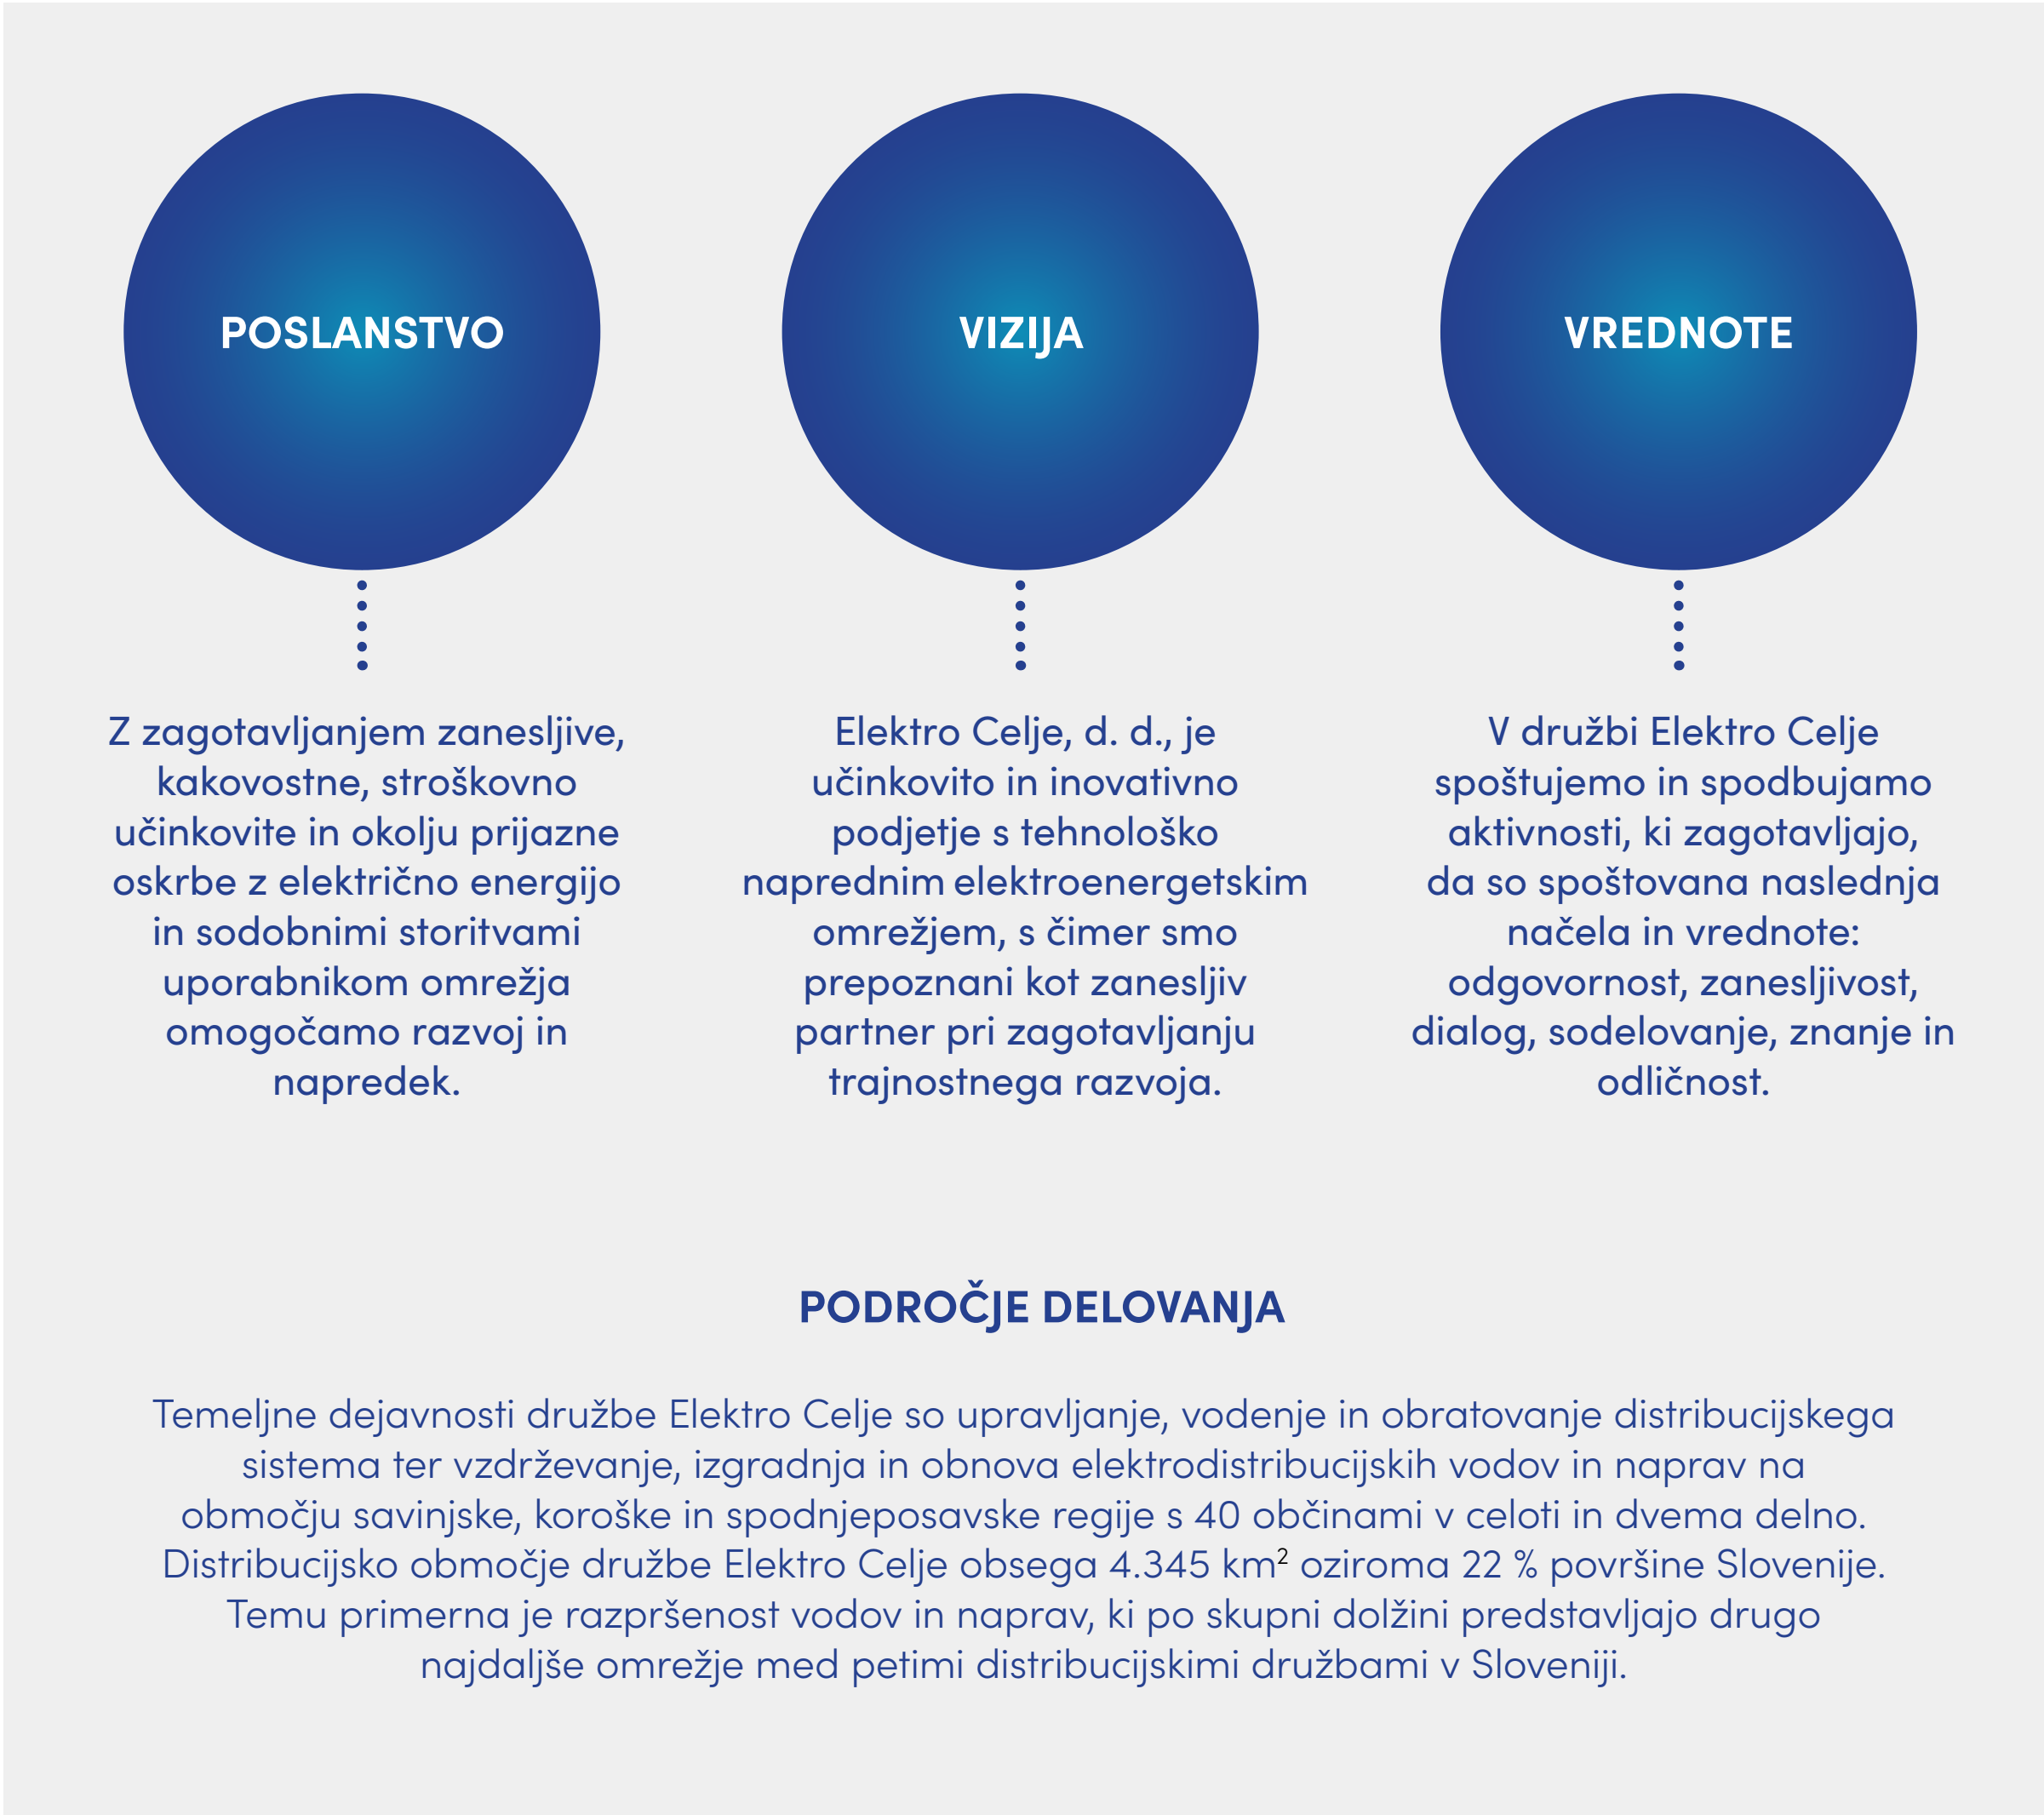 POSLANSTVO
Z zagotavljanjem zanesljive,
kakovostne, stroškovno
učinkovite in okolju prijazne
oskrbe z električno energijo
in sodobnimi storitvami
uporabnikom omrežja
omogočamo razvoj in
napredek.
VIZIJA
Elektro Celje, d. d., je
učinkovito in inovativno
podjetje s tehnološko
naprednim elektroenergetskim
omrežjem, s čimer smo
prepoznani kot zanesljiv
partner pri zagotavljanju
trajnostnega razvoja.
VREDNOTE
V družbi Elektro Celje
spoštujemo in spodbujamo
aktivnosti, ki zagotavljajo,
da so spoštovana naslednja
načela in vrednote:
odgovornost, zanesljivost,
dialog, sodelovanje, znanje in
odličnost.
PODROČJE DELOVANJA
Temeljne dejavnosti družbe Elektro Celje so upravljanje, vodenje in obratovanje distribucijskega
sistema ter vzdrževanje, izgradnja in obnova elektrodistribucijskih vodov in naprav na
območju savinjske, koroške in spodnjeposavske regije s 40 občinami v celoti in dvema delno.
Distribucijsko območje družbe Elektro Celje obsega 4.345 km² oziroma 22 % površine Slovenije.
Temu primerna je razpršenost vodov in naprav, ki po skupni dolžini predstavljajo drugo
najdaljše omrežje med petimi distribucijskimi družbami v Sloveniji.